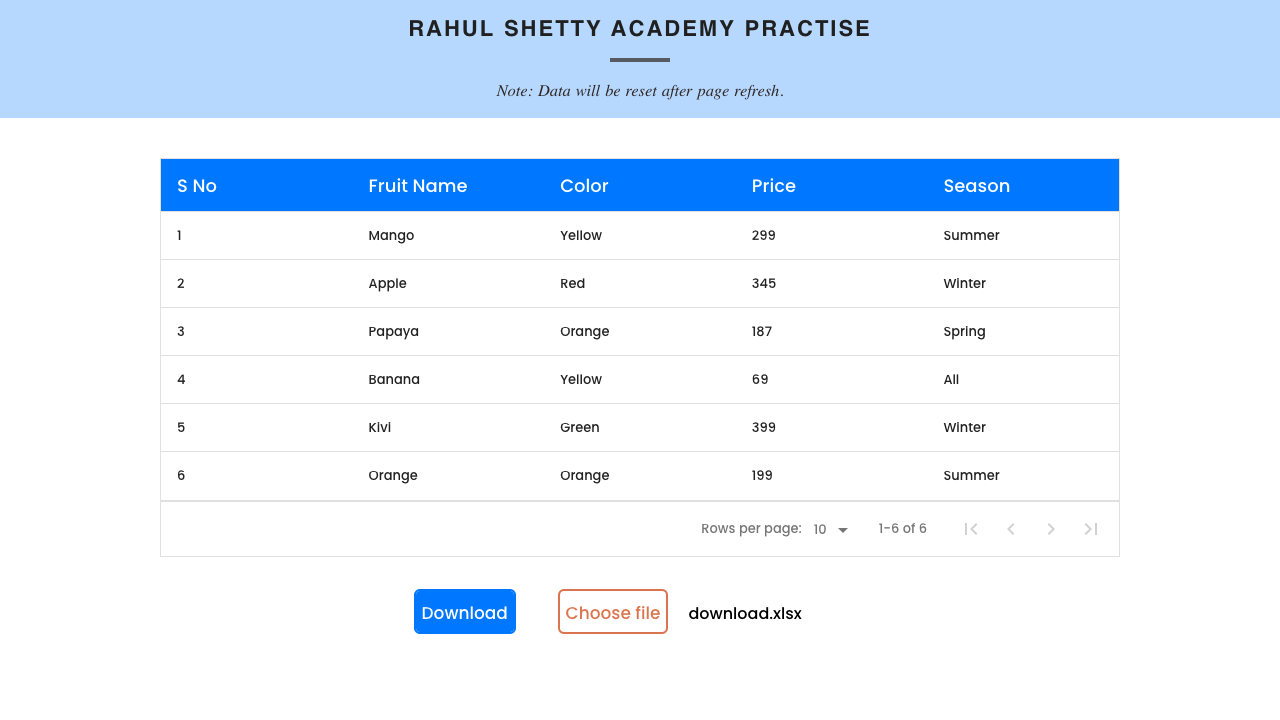 RAHUL SHETTY ACADEMY PRACTISE
Note: Data will be reset after page refresh.
S No Fruit Name Color Price Season
1 Mango Yellow 299 Summer
2 Apple Red 345 Winter
3 Papaya Orange 187 Spring
4 Banana Yellow 69 All
5 Kivi Green 399 Winter
6 Orange Orange 199 Summer
Rows per page: 10 1-6 of 6
Download Choose file download.xlsx